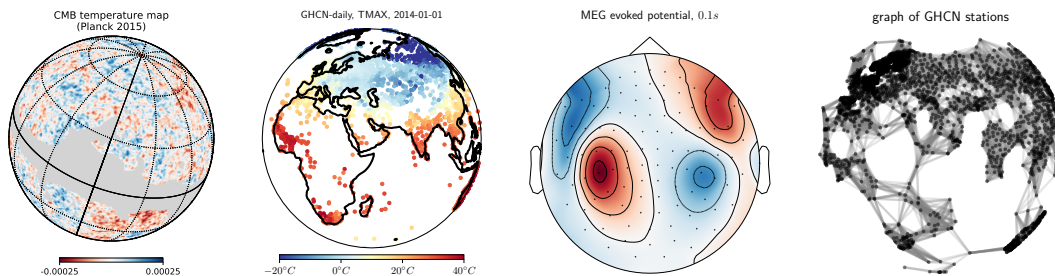 CMB temperature map
(Planck 2015)
-0.00025
0.00025
GHCN-daily, TMAX, 2014-01-01
−20°C
0°C
20°C
40°C
MEG evoked potential, 0.1s
graph of GHCN stations